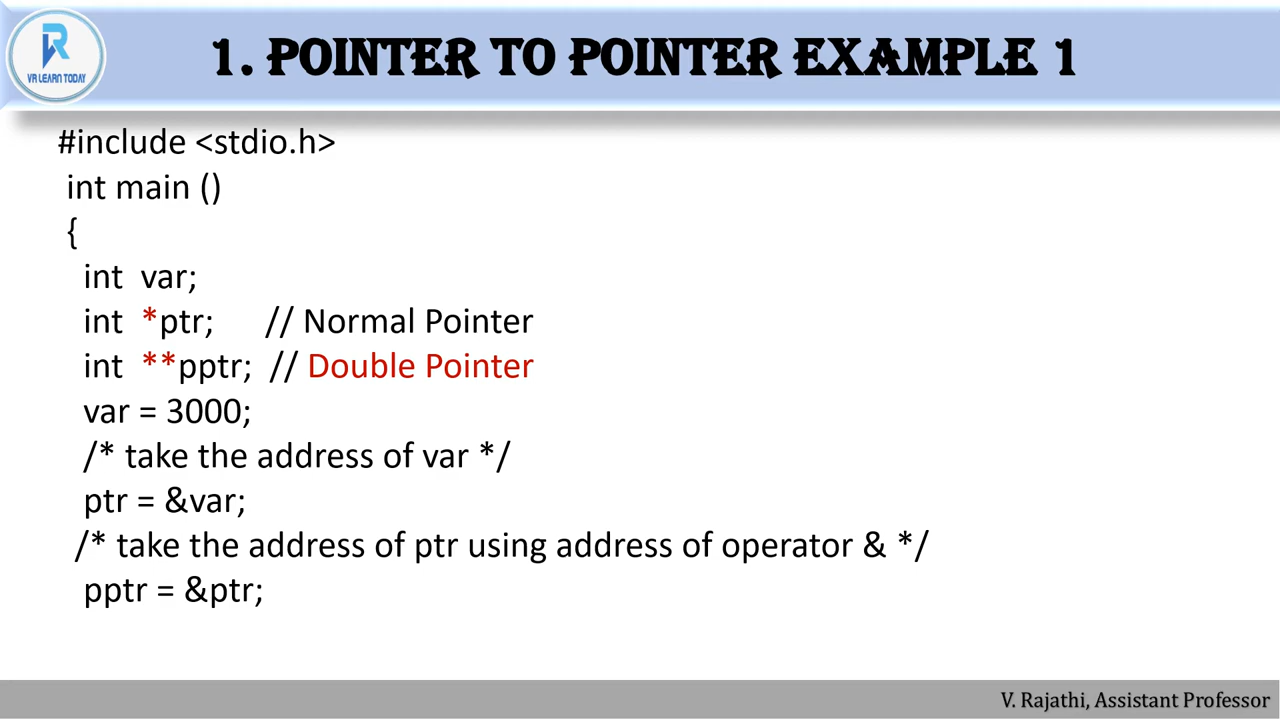 VR LEARN TODAY
1. POINTER TO POINTER EXAMPLE 1
#include <stdio.h>
int main ()
{
int var;
int *ptr; // Normal Pointer
int **pptr; // Double Pointer
var = 3000;
/* take the address of var */
ptr = &var;
/* take the address of ptr using address of operator & */
pptr = &ptr;
V. Rajathi, Assistant Professor